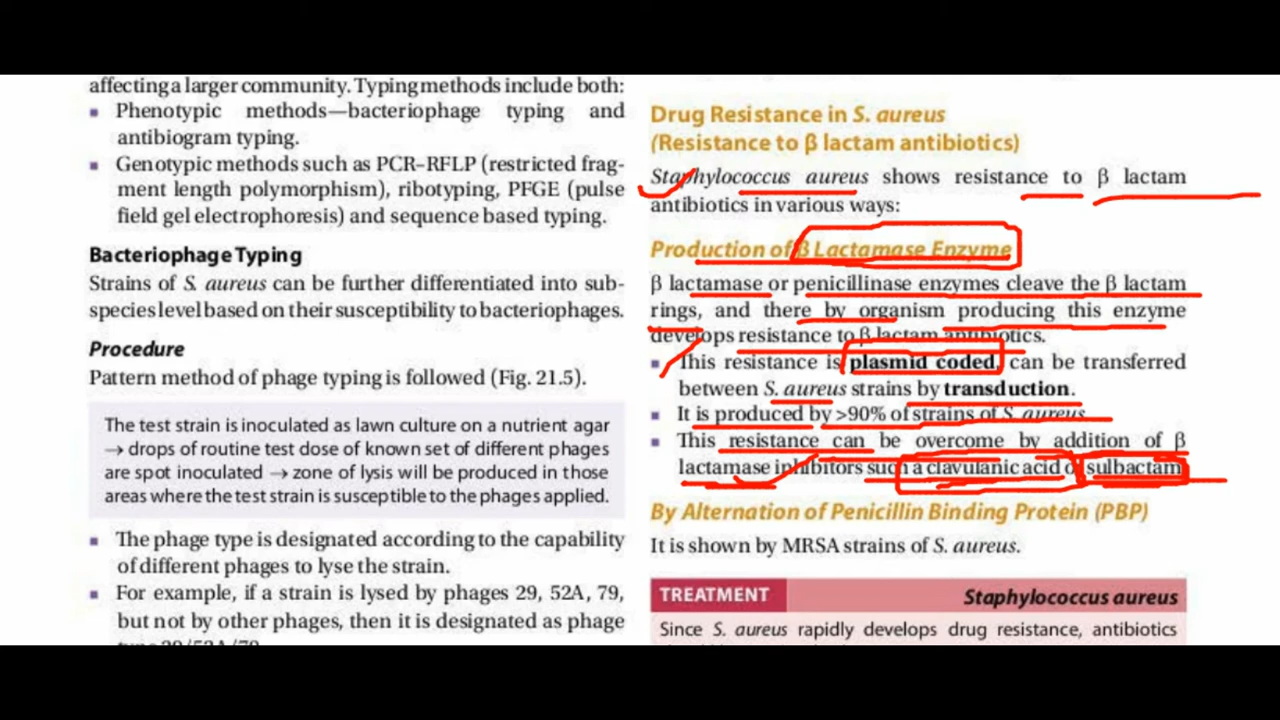 affecting a larger community. Typing methods include both:
▪ Phenotypic methods—bacteriophage typing and
antibiogram typing.
▪ Genotypic methods such as PCR–RFLP (restricted frag-
ment length polymorphism), ribotyping, PFGE (pulse
field gel electrophoresis) and sequence based typing.
Bacteriophage Typing
Strains of S. aureus can be further differentiated into sub-
species level based on their susceptibility to bacteriophages.
Procedure
Pattern method of phage typing is followed (Fig. 21.5).
The test strain is inoculated as lawn culture on a nutrient agar
→ drops of routine test dose of known set of different phages
are spot inoculated → zone of lysis will be produced in those
areas where the test strain is susceptible to the phages applied.
▪ The phage type is designated according to the capability
of different phages to lyse the strain.
▪ For example, if a strain is lysed by phages 29, 52A, 79,
but not by other phages, then it is designated as phage
Drug Resistance in S. aureus
(Resistance to β lactam antibiotics)
Staphylococcus aureus shows resistance to β lactam
antibiotics in various ways:
Production of β Lactamase Enzyme
β lactamase or penicillinase enzymes cleave the β lactam
rings, and there by organism producing this enzyme
develops resistance to β lactam antibiotics.
▪ This resistance is plasmid coded, can be transferred
between S. aureus strains by transduction.
▪ It is produced by >90% of strains of S. aureus
▪ This resistance can be overcome by addition of β
lactamase inhibitors such a clavulanic acid or sulbactam
By Alternation of Penicillin Binding Protein (PBP)
It is shown by MRSA strains of S. aureus.
TREATMENT Staphylococcus aureus
Since S. aureus rapidly develops drug resistance, antibiotics